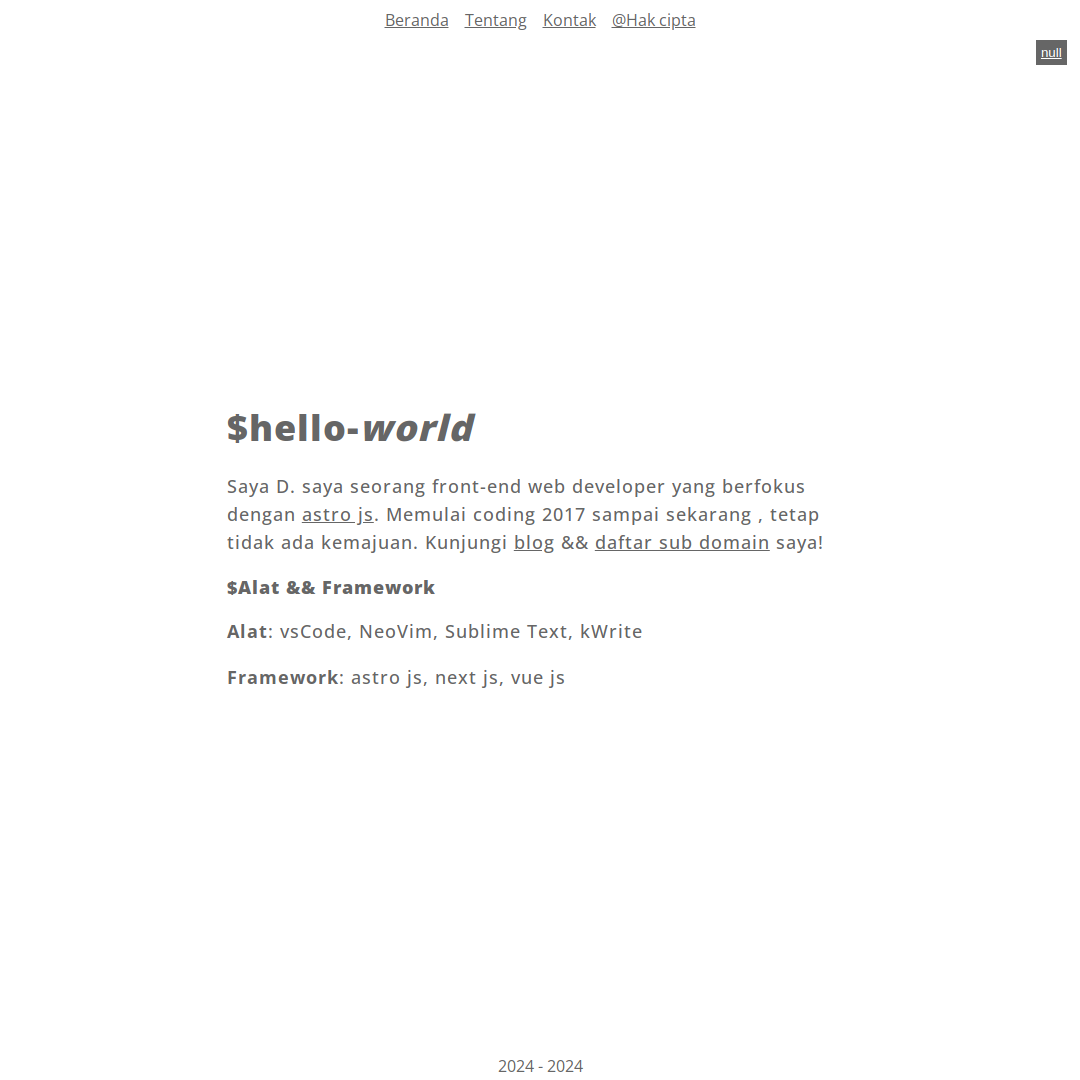 Beranda Tentang Kontak @Hak cipta
null
$hello-world
Saya D. saya seorang front-end web developer yang berfokus
dengan astro js. Memulai coding 2017 sampai sekarang , tetap
tidak ada kemajuan. Kunjungi blog && daftar sub domain saya!
$Alat && Framework
Alat: vsCode, NeoVim, Sublime Text, kWrite
Framework: astro js, next js, vue js
2024 - 2024